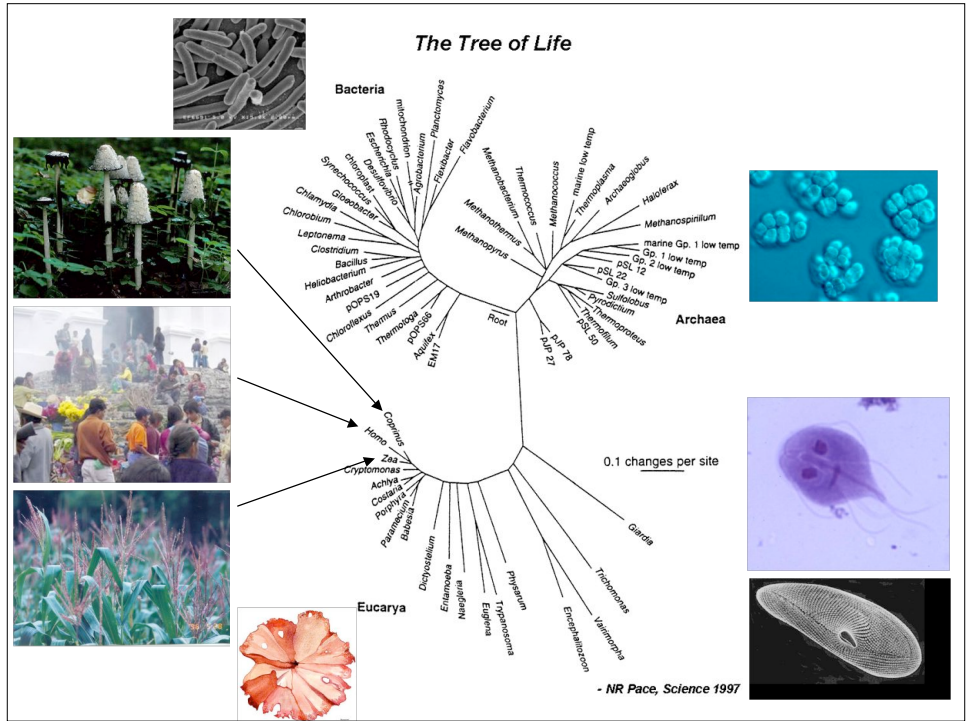 The Tree of Life
Bacteria
mitochondrion
Rhodocyclus
Escherichia
Desulfovibrio
chloroplast
Synechococcus
Gloeobacter
Chlamydia
Chlorobium
Leptonema
Clostridium
Bacillus
Heliobacterium
Arthrobacter
pOPS19
Chloroflexus
Thermus
Thermotoga
pOPS66
Aquifex
EM17
Agrobacterium
Planctomyces
Flexibacter
Flavobacterium
Root
Methanobacterium
Thermococcus
Methanothermus
Methanopyrus
Methanococcus
marine low temp
Thermoplasma
Archaeoglobus
Haloferax
Methanospirillum
marine Gp. 1 low temp
Gp. 1 low temp
Gp. 2 low temp
pSL 12
pSL 22
Gp. 3 low temp
Sulfolobus
Pyrodictium
Thermoproteus
Thermofilum
pSL 50
pJP 78
pJP 27
Archaea
Coprinus
Homo
Zea
Cryptomonas
Achlya
Costaria
Porphyra
Paramecium
Babesia
Dictyostelium
Entamoeba
Naegleria
Euglena
Trypanosoma
Physarum
Encephalitozoon
Vairimorpha
Trichomonas
Giardia
0.1 changes per site
Eucarya
- NR Pace, Science 1997